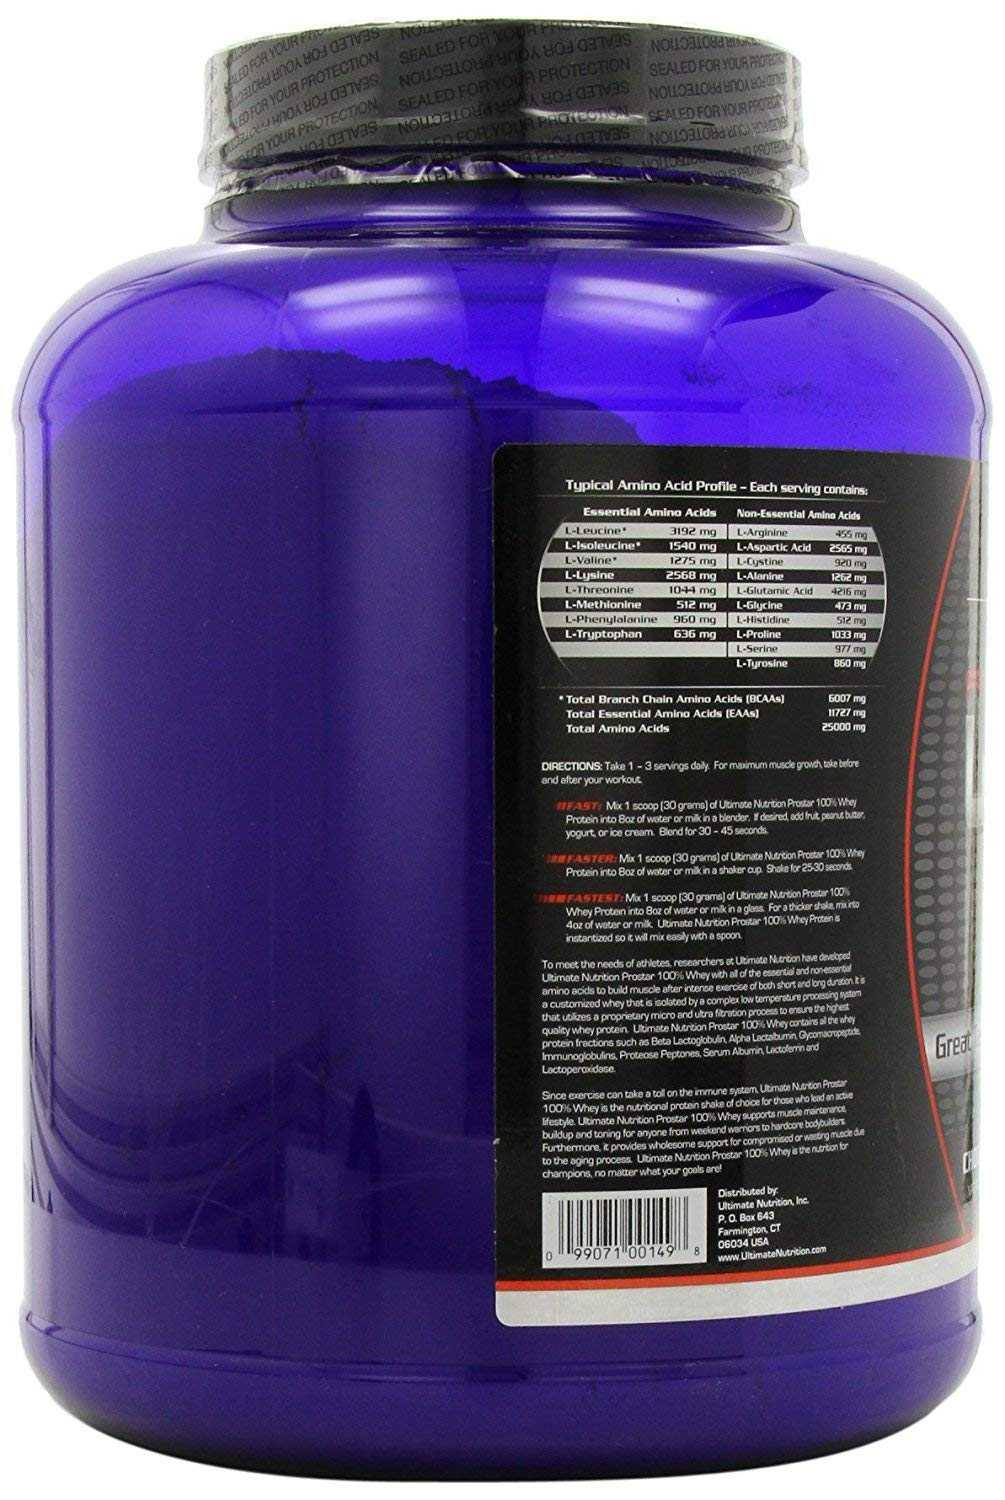 SEALED FOR YOUR PROTECTION
Typical Amino Acid Profile – Each serving contains:
Essential Amino Acids Non-Essential Amino Acids
L-Leucine* 3192 mg L-Arginine 455 mg
L-Isoleucine* 1540 mg L-Aspartic Acid 2565 mg
L-Valine* 1275 mg L-Cystine 920 mg
L-Lysine 2568 mg L-Alanine 1262 mg
L-Threonine 1044 mg L-Glutamic Acid 4216 mg
L-Methionine 512 mg L-Glycine 473 mg
L-Phenylalanine 960 mg L-Histidine 512 mg
L-Tryptophan 636 mg L-Proline 1033 mg
L-Serine 977 mg
L-Tyrosine 860 mg
* Total Branch Chain Amino Acids (BCAAs) 6007 mg
Total Essential Amino Acids (EAAs) 11727 mg
Total Amino Acids 25000 mg
DIRECTIONS: Take 1 – 3 servings daily. For maximum muscle growth, take before
and after your workout.
FAST: Mix 1 scoop (30 grams) of Ultimate Nutrition Prostar 100% Whey
Protein into 8oz of water or milk in a blender. If desired, add fruit, peanut butter,
yogurt, or ice cream. Blend for 30 – 45 seconds.
FASTER: Mix 1 scoop (30 grams) of Ultimate Nutrition Prostar 100% Whey
Protein into 8oz of water or milk in a shaker cup. Shake for 25-30 seconds.
FASTEST: Mix 1 scoop (30 grams) of Ultimate Nutrition Prostar 100%
Whey Protein into 8oz of water or milk in a glass. For a thicker shake, mix into
4oz of water or milk. Ultimate Nutrition Prostar 100% Whey Protein is
instantized so it will mix easily with a spoon.
To meet the needs of athletes, researchers at Ultimate Nutrition have developed
Ultimate Nutrition Prostar 100% Whey with all of the essential and non-essential
amino acids to build muscle after intense exercise of both short and long duration. It is
a customized whey that is isolated by a complex low temperature processing system
that utilizes a proprietary micro and ultra filtration process to ensure the highest
quality whey protein. Ultimate Nutrition Prostar 100% Whey contains all the whey
protein fractions such as Beta Lactoglobulin, Alpha Lactalbumin, Glycomacropeptide,
Immunoglobulins, Proteose Peptones, Serum Albumin, Lactoferrin and
Lactoperoxidase.
Since exercise can take a toll on the immune system, Ultimate Nutrition Prostar
100% Whey is the nutritional protein shake of choice for those who lead an active
lifestyle. Ultimate Nutrition Prostar 100% Whey supports muscle maintenance,
buildup and toning for anyone from weekend warriors to hardcore bodybuilders.
Furthermore, it provides wholesome support for compromised or wasting muscle due
to the aging process. Ultimate Nutrition Prostar 100% Whey is the nutrition for
champions, no matter what your goals are!
Distributed by:
Ultimate Nutrition, Inc.
P. O. Box 643
Farmington, CT
06034 USA
www.UltimateNutrition.com
0 99071 00149 8
Great